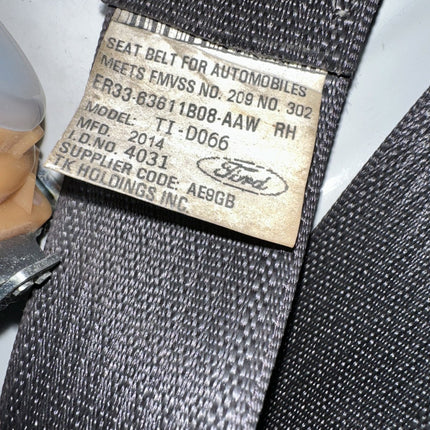 SEAT BELT FOR AUTOMOBILES
MEETS FMVSS NO. 209 NO. 302
ER33-63611B08-AAW RH
MODEL: TI-D066
MFD. 2014
I.D.NO. 4031
SUPPLIER CODE: AE9GB
TK HOLDINGS INC.
Ford